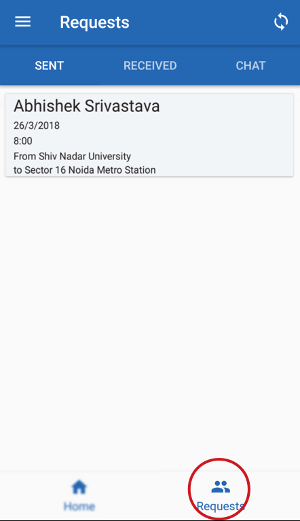 Requests
SENT RECEIVED CHAT
Abhishek Srivastava
26/3/2018
8:00
From Shiv Nadar University
to Sector 16 Noida Metro Station
Home Requests